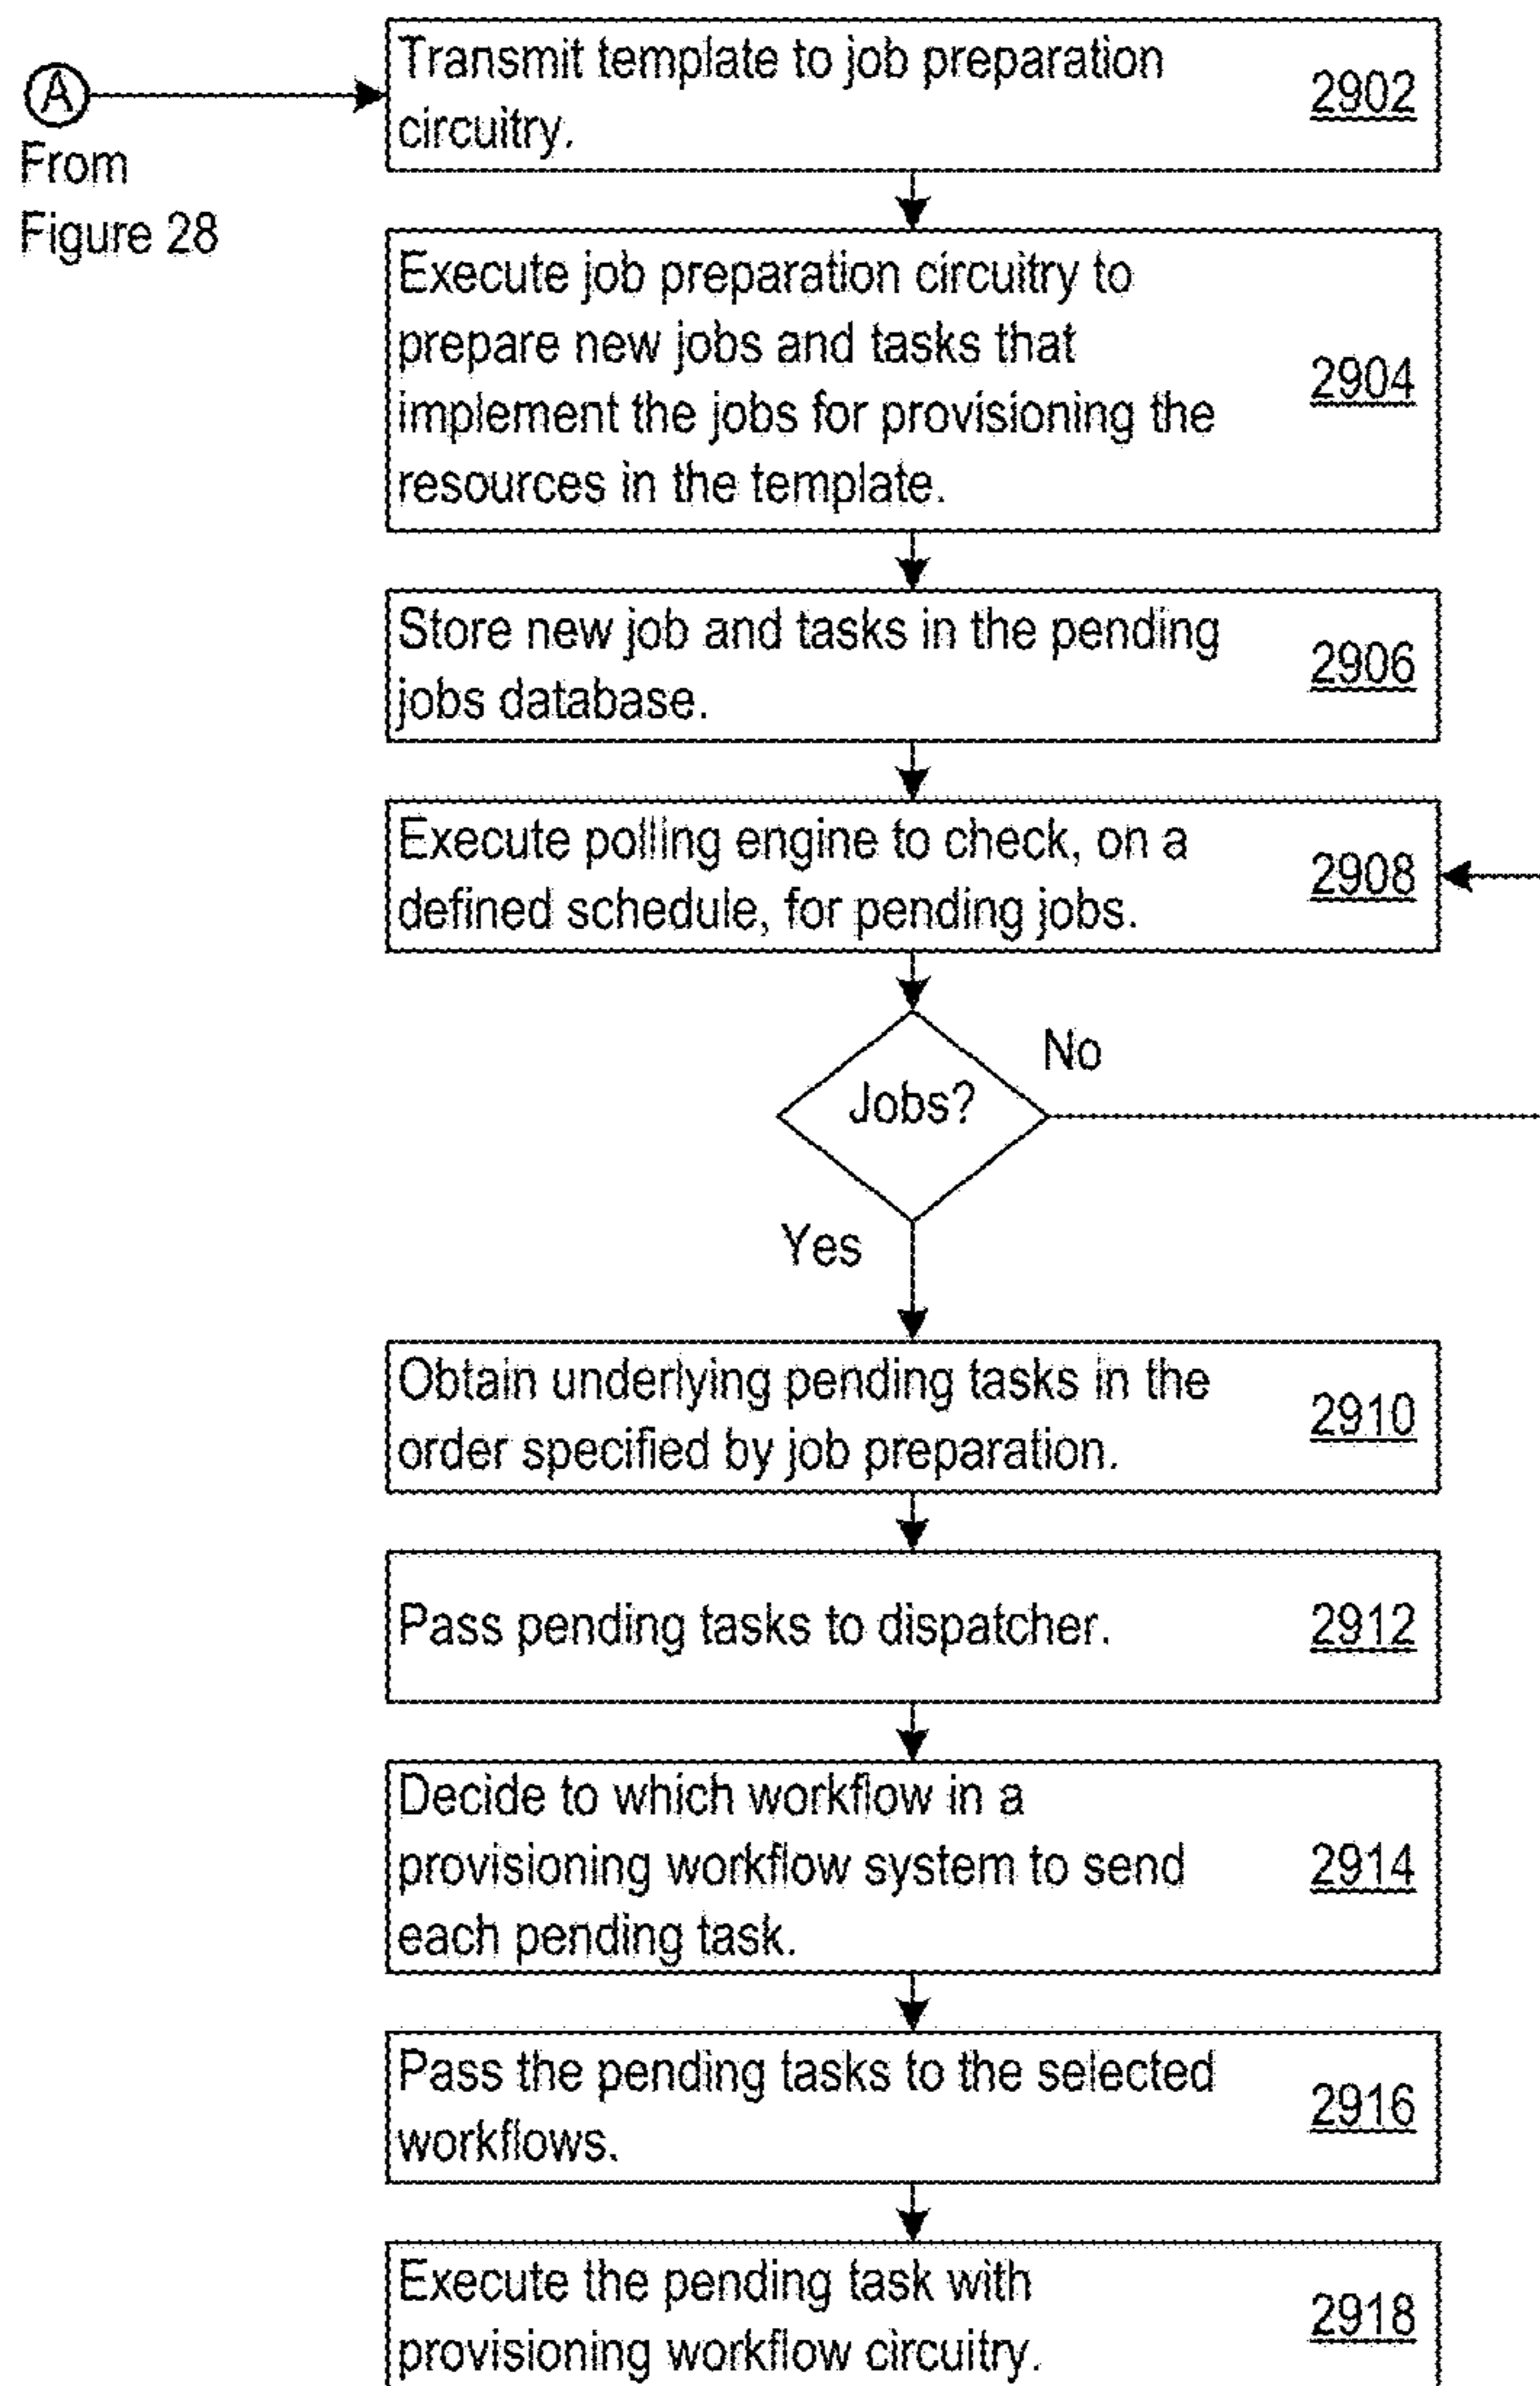 A
From
Figure 28
Transmit template to job preparation
circuitry.
2902
Execute job preparation circuitry to
prepare new jobs and tasks that
implement the jobs for provisioning the
resources in the template.
2904
Store new job and tasks in the pending
jobs database.
2906
Execute polling engine to check, on a
defined schedule, for pending jobs.
2908
Jobs?
No
Yes
Obtain underlying pending tasks in the
order specified by job preparation.
2910
Pass pending tasks to dispatcher.
2912
Decide to which workflow in a
provisioning workflow system to send
each pending task.
2914
Pass the pending tasks to the selected
workflows.
2916
Execute the pending task with
provisioning workflow circuitry.
2918